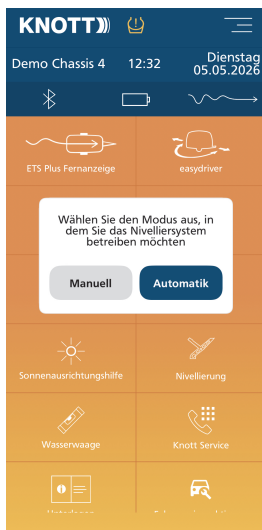 KNOTT
Demo Chassis 4
12:32
Dienstag
05.05.2026
ETS Plus Fernanzeige
easydriver
Wählen Sie den Modus aus, in
dem Sie das Nivelliersystem
betreiben möchten
Manuell
Automatik
Sonnenausrichtungshilfe
Nivellierung
Wasserwaage
Knott Service